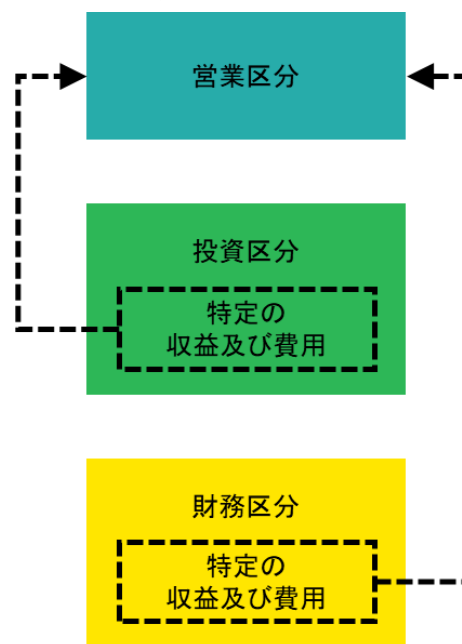 営業区分
投資区分
特定の
収益及び費用
財務区分
特定の
収益及び費用